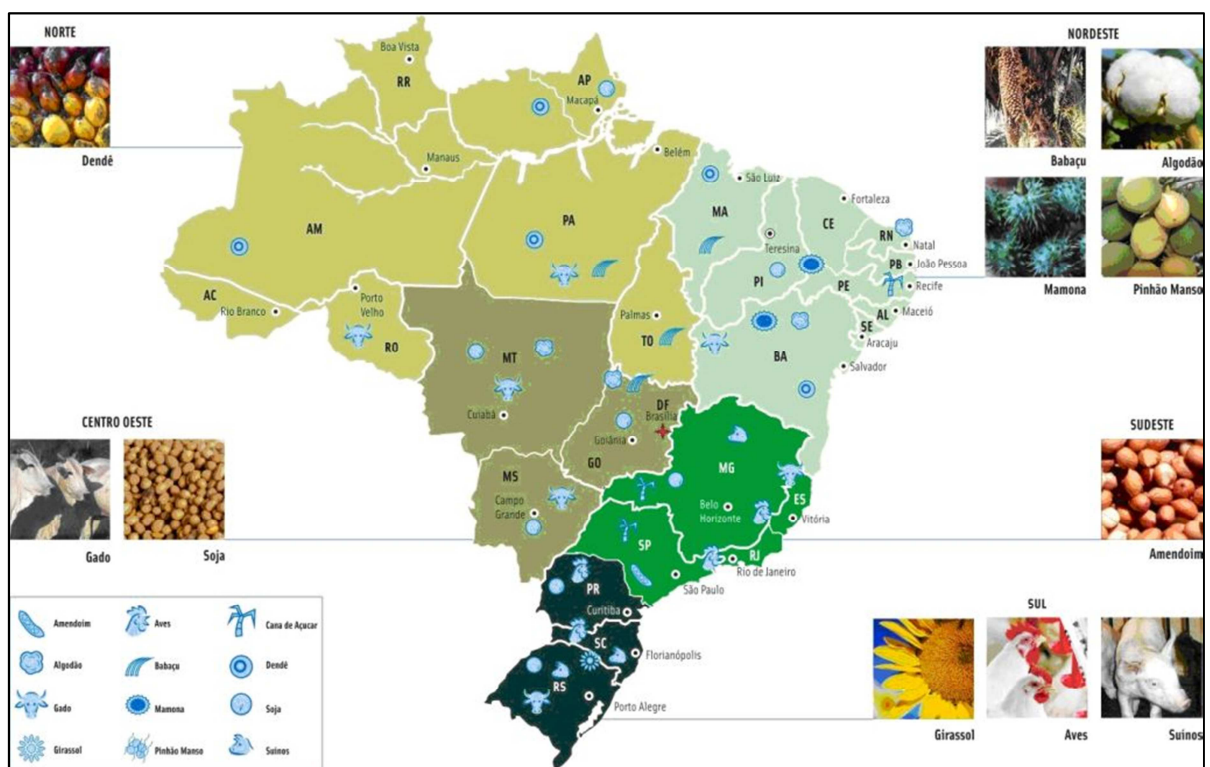 NORTE
Dendê
NORDESTE
Babaçu
Algodão
Mamona
Pinhão Manso
Boa Vista
RR
AP
Macapá
Manaus
Belém
AM
PA
São Luiz
MA
Fortaleza
CE
Teresina
RN
Natal
PB
João Pessoa
PI
PE
Recife
AC
Rio Branco
Porto
Velho
RO
Palmas
TO
AL
Maceió
SE
Aracaju
BA
Salvador
MT
Cuiabá
DF
Brasília
Goiânia
GO
CENTRO OESTE
Gado
Soja
MS
Campo
Grande
MG
Belo
Horizonte
ES
Vitória
SP
RJ
Rio de Janeiro
São Paulo
SUDESTE
Amendoim
PR
Curitiba
SC
Florianópolis
RS
Porto Alegre
SUL
Girassol
Aves
Suínos
Amendoim
Aves
Cana de Açucar
Algodão
Babaçu
Dendê
Gado
Mamona
Soja
Girassol
Pinhão Manso
Suinos